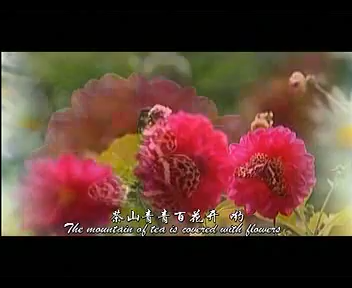 茶山青青百花开 哟
The mountain of tea is covered with flowers